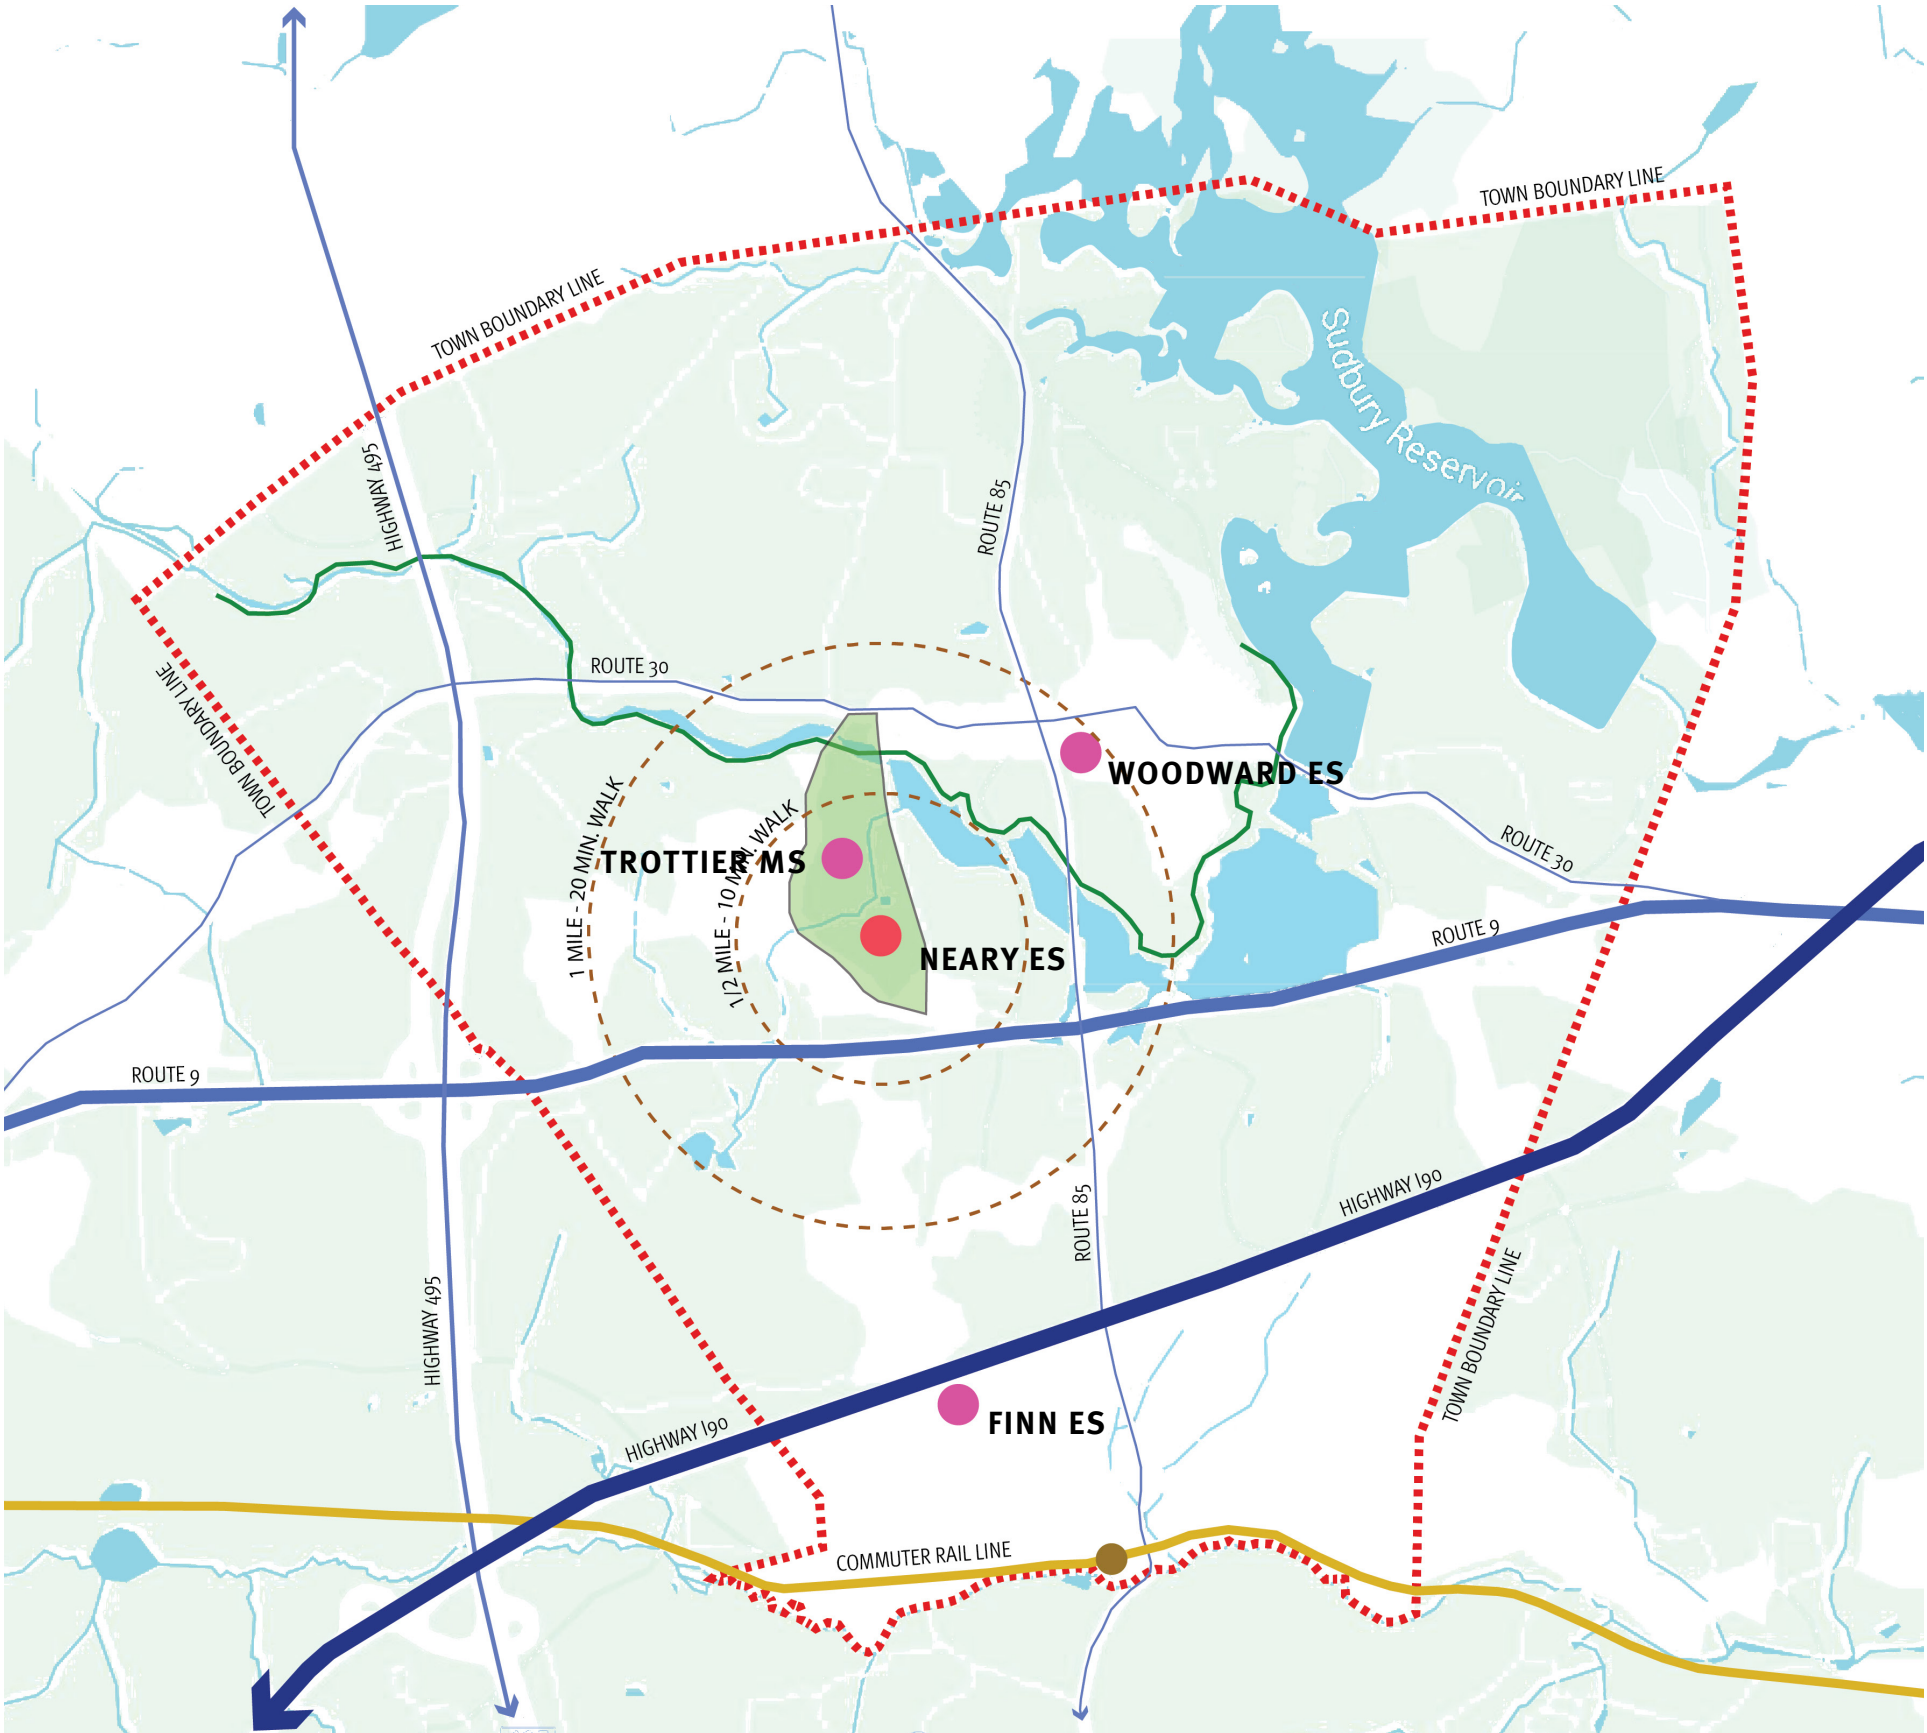 TOWN BOUNDARY LINE
TOWN BOUNDARY LINE
Sudbury Reservoir
HIGHWAY 495
ROUTE 85
ROUTE 30
TOWN BOUNDARY LINE
WOODWARD ES
1 MILE - 20 MIN. WALK
1/2 MILE - 10 MIN. WALK
TROTTIER MS
ROUTE 30
ROUTE 9
NEARY ES
ROUTE 9
HIGHWAY I90
ROUTE 85
HIGHWAY 495
TOWN BOUNDARY LINE
FINN ES
HIGHWAY I90
COMMUTER RAIL LINE